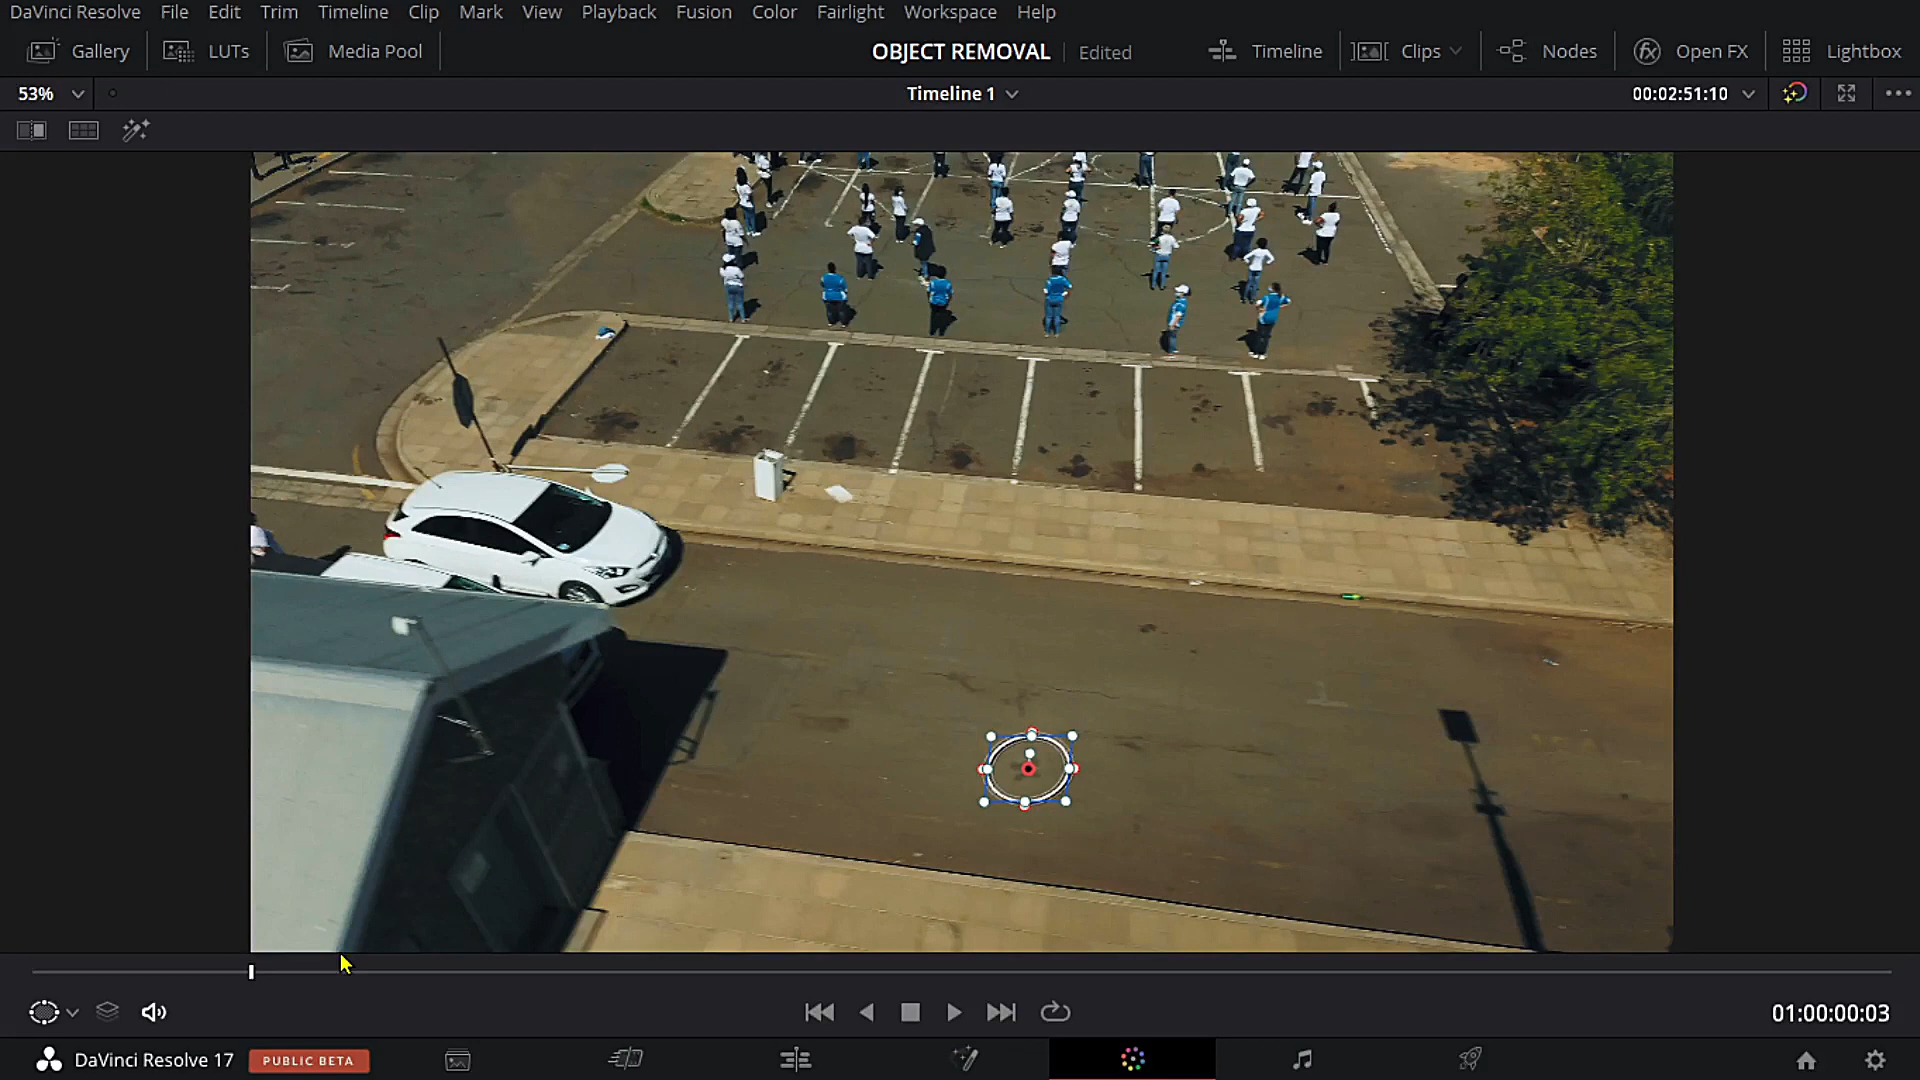 DaVinci Resolve File Edit Trim Timeline Clip Mark View Playback Fusion Color Fairlight Workspace Help
Gallery LUTs Media Pool OBJECT REMOVAL Edited Timeline Clips Nodes fx Open FX Lightbox
53% Timeline 1 00:02:51:10
01:00:00:03
DaVinci Resolve 17 PUBLIC BETA